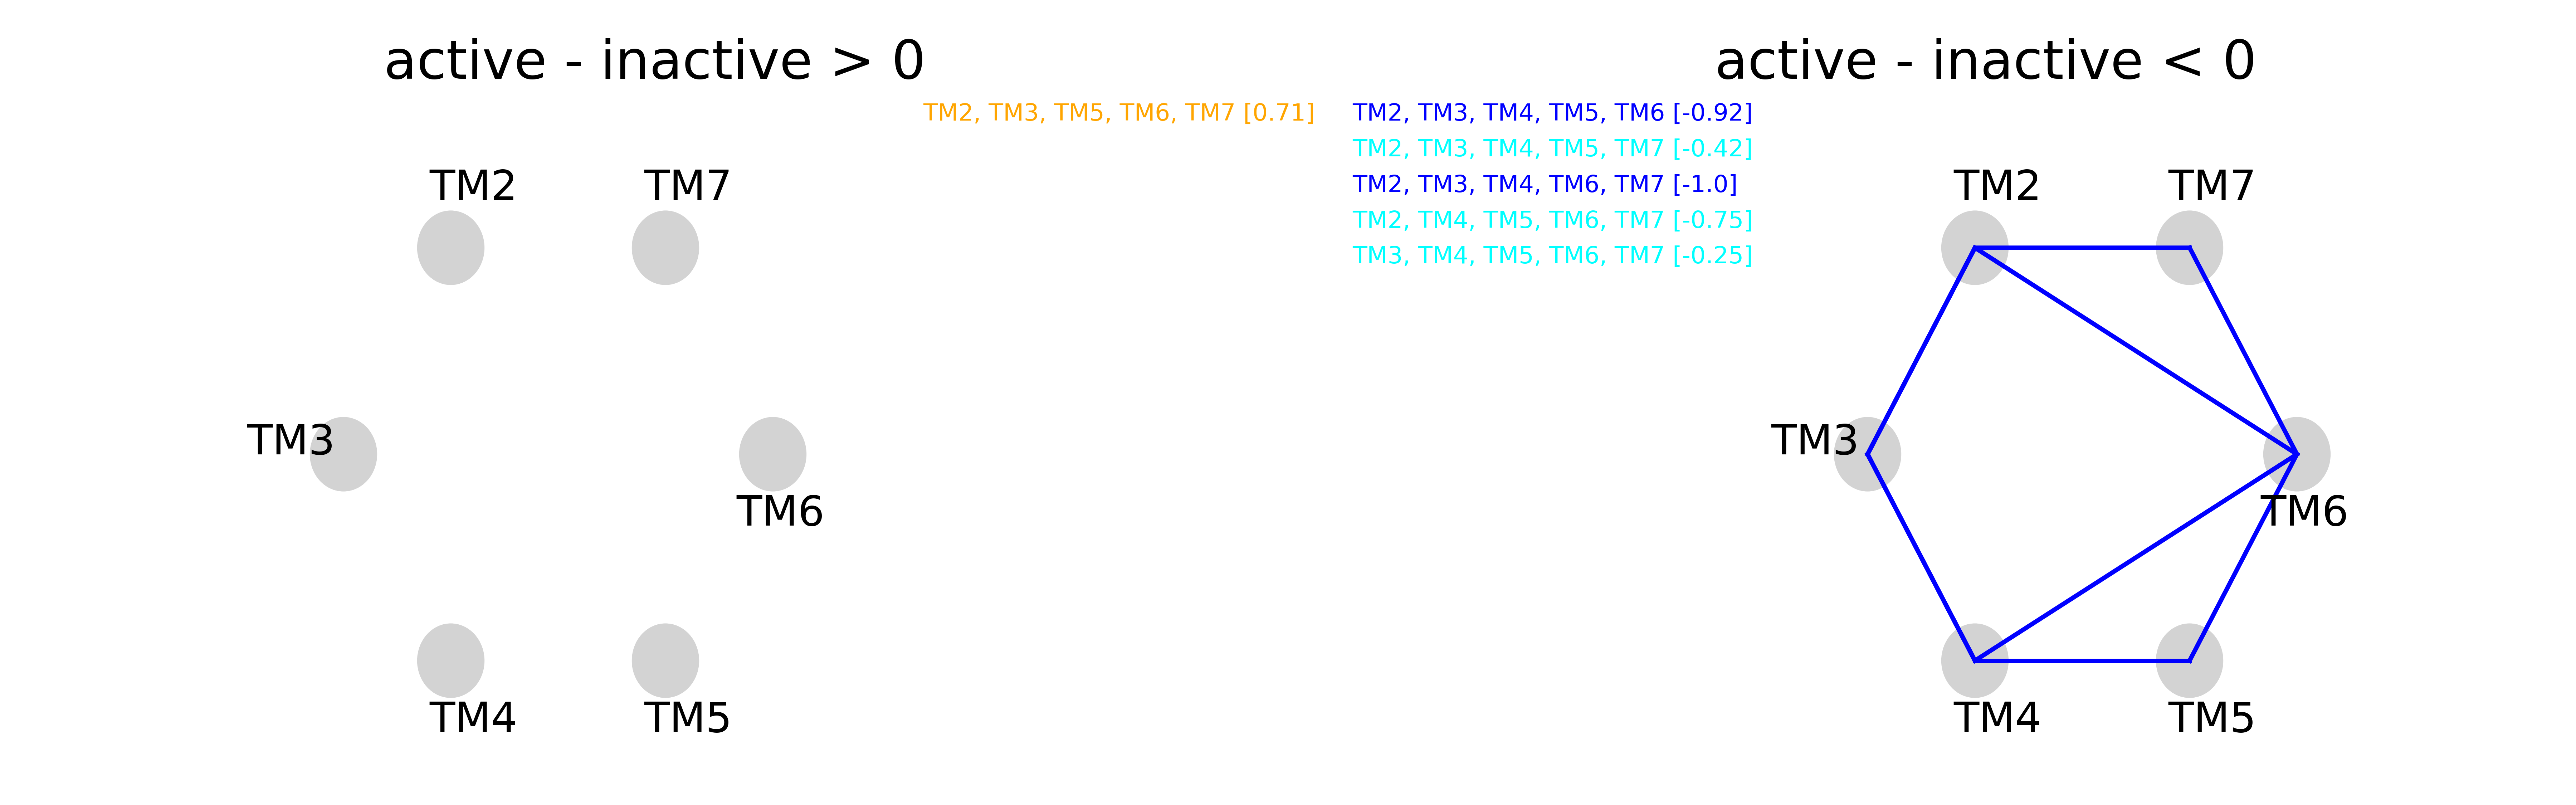 active - inactive > 0
TM2, TM3, TM5, TM6, TM7 [0.71]
TM2
TM7
TM3
TM6
TM4
TM5
active - inactive < 0
TM2, TM3, TM4, TM5, TM6 [-0.92]
TM2, TM3, TM4, TM5, TM7 [-0.42]
TM2, TM3, TM4, TM6, TM7 [-1.0]
TM2, TM4, TM5, TM6, TM7 [-0.75]
TM3, TM4, TM5, TM6, TM7 [-0.25]
TM2
TM7
TM3
TM6
TM4
TM5